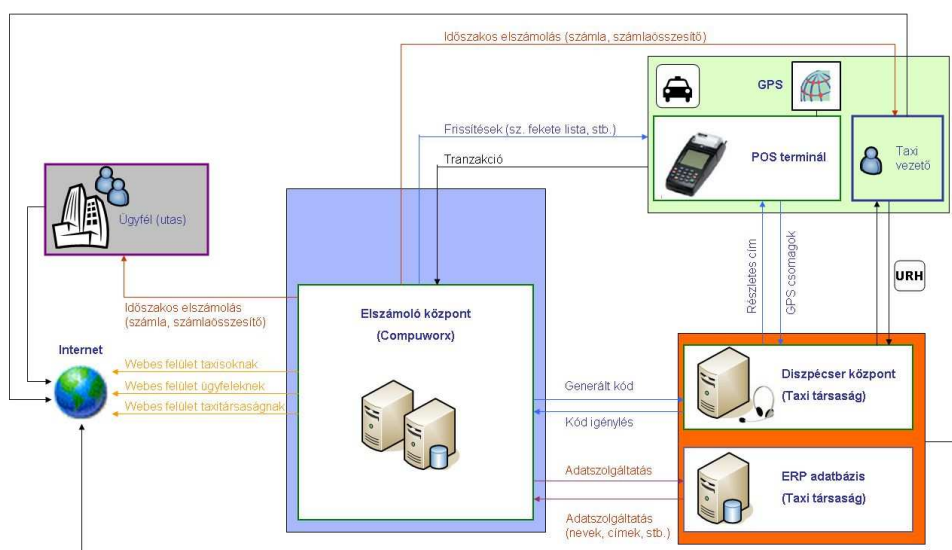 Időszakos elszámolás (számla, számlaösszesítő)
GPS
Frissítések (sz. fekete lista, stb.)
Tranzakció
POS terminál
Taxi
vezető
Ügyfél (utas)
Részletes cím
GPS csomagok
URH
Időszakos elszámolás
(számla, számlaösszesítő)
Elszámoló központ
(Compuworx)
Internet
Webes felület taxisoknak
Webes felület ügyfeleknek
Webes felület taxitársaságnak
Generált kód
Kód igénylés
Diszpécser központ
(Taxi társaság)
Adatszolgáltatás
Adatszolgáltatás
(nevek, címek, stb.)
ERP adatbázis
(Taxi társaság)